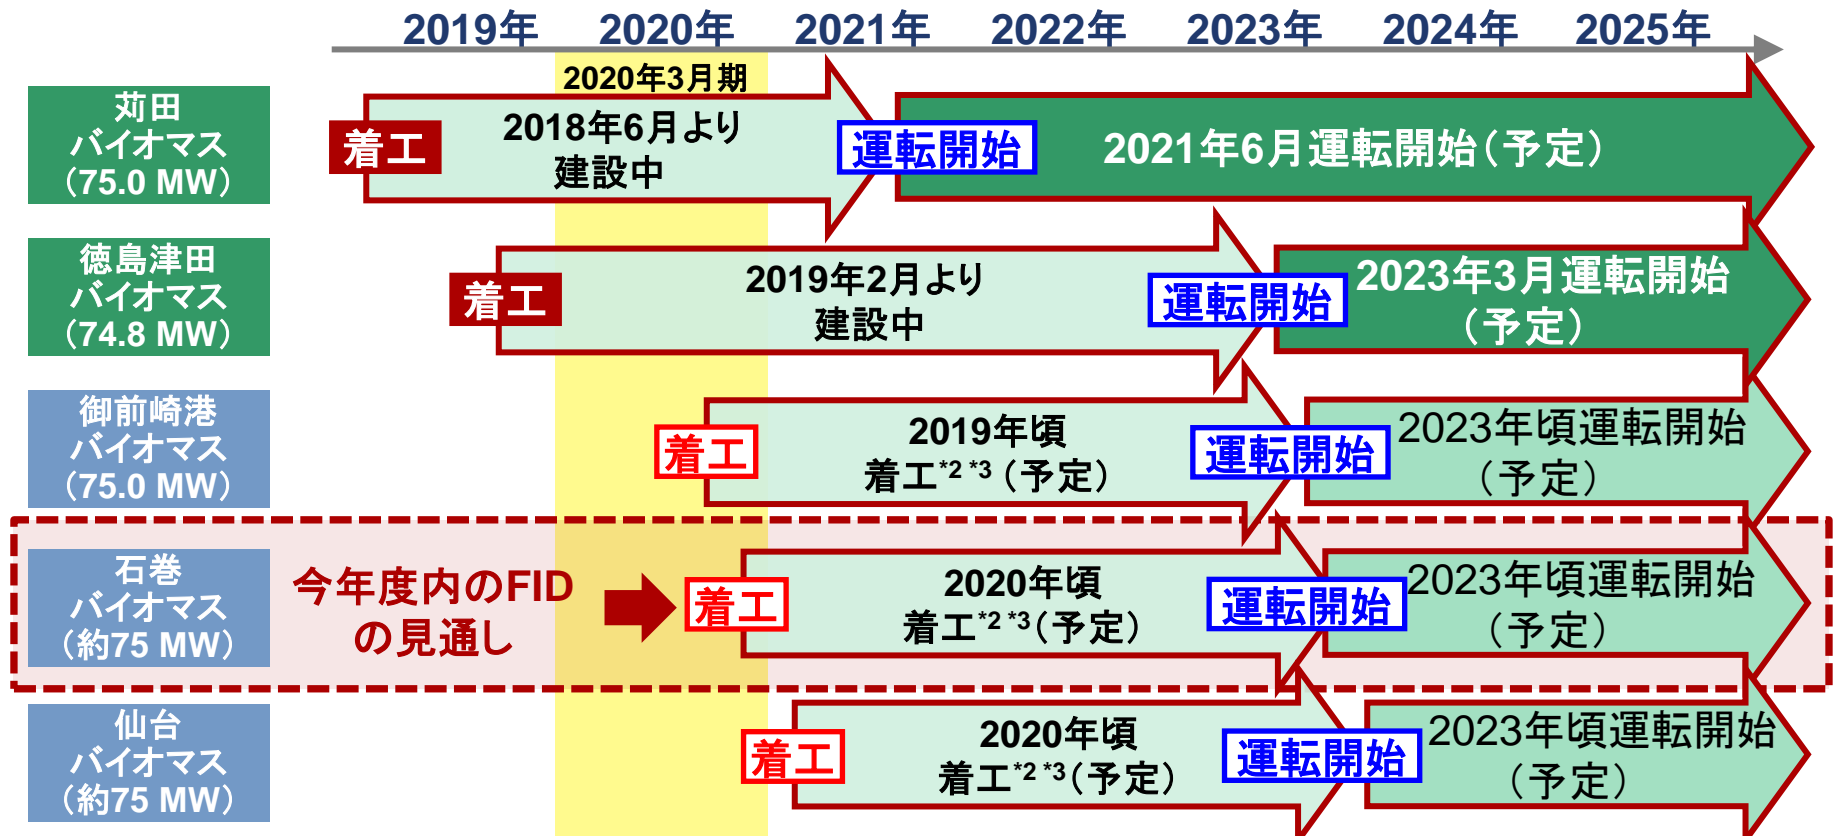 2019年 2020年 2021年 2022年 2023年 2024年 2025年
2020年3月期
苅田
バイオマス
（75.0 MW）
着工
2018年6月より
建設中
運転開始
2021年6月運転開始（予定）
徳島津田
バイオマス
（74.8 MW）
着工
2019年2月より
建設中
運転開始
2023年3月運転開始
（予定）
御前崎港
バイオマス
（75.0 MW）
着工
2019年頃
着工*2 *3（予定）
運転開始
2023年頃運転開始
（予定）
石巻
バイオマス
（約75 MW）
今年度内のFID
の見通し
着工
2020年頃
着工*2 *3（予定）
運転開始
2023年頃運転開始
（予定）
仙台
バイオマス
（約75 MW）
着工
2020年頃
着工*2 *3（予定）
運転開始
2023年頃運転開始
（予定）